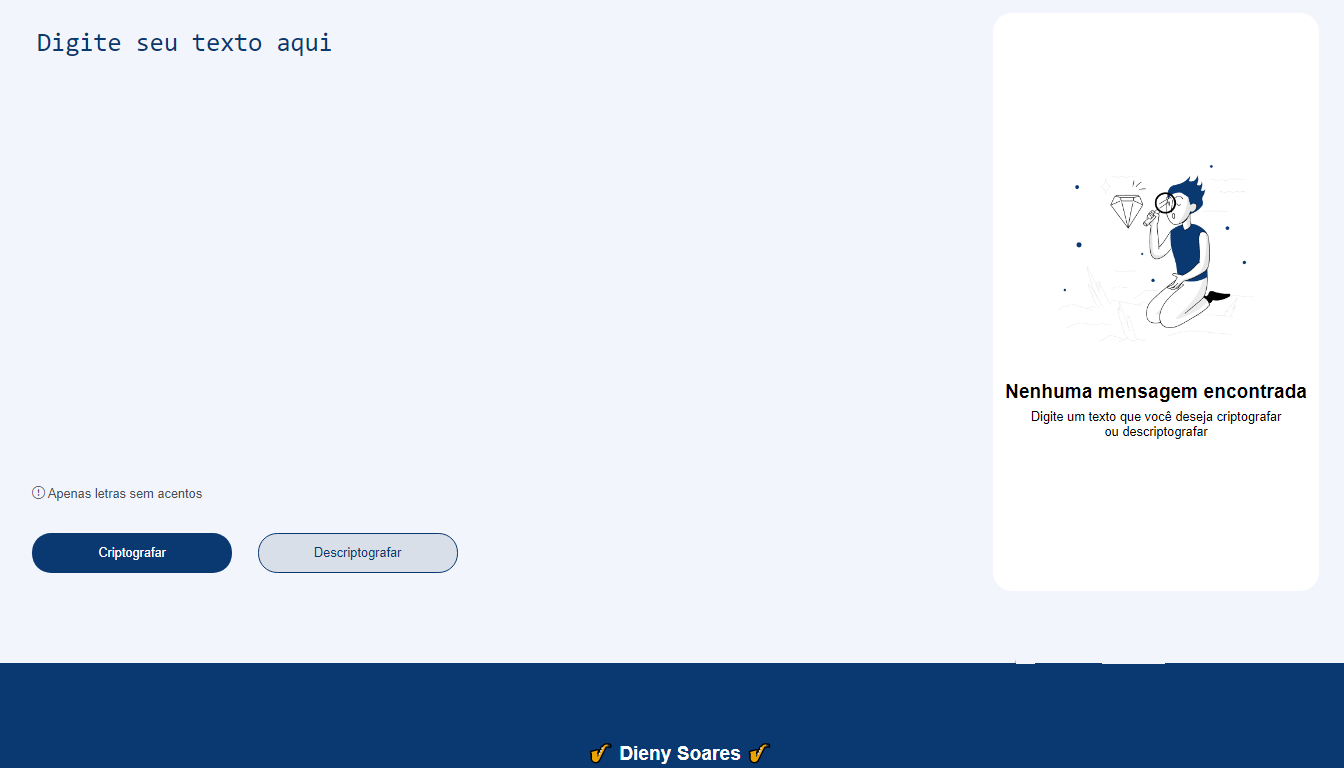 Digite seu texto aqui
Nenhuma mensagem encontrada
Digite um texto que você deseja criptografar
ou descriptografar
Apenas letras sem acentos
Criptografar
Descriptografar
Dieny Soares